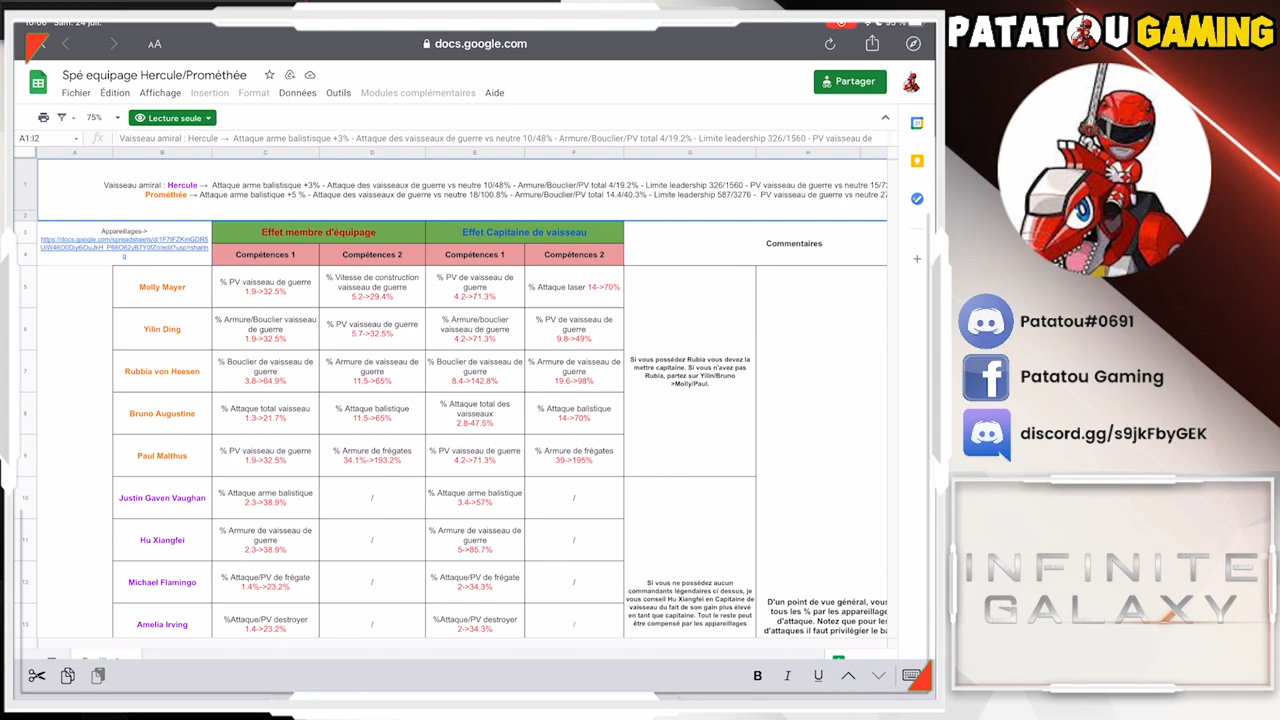 Sam. 24 juil.
AA
docs.google.com
Spé equipage Hercule/Prométhée
Partager
Fichier Édition Affichage Insertion Format Données Outils Modules complémentaires Aide
75% Lecture seule
A1:I2 fx Vaisseau amiral : Hercule → Attaque arme balistisque +3% - Attaque des vaisseaux de guerre vs neutre 10/48% - Armure/Bouclier/PV total 4/19.2% - Limite leadership 326/1560 - PV vaisseau de
A B C D E F G H
1 Vaisseau amiral : Hercule → Attaque arme balistique +3% - Attaque des vaisseaux de guerre vs neutre 10/48% - Armure/Bouclier/PV total 4/19.2% - Limite leadership 326/1560 - PV vaisseau de guerre vs neutre 15/72
Prométhée → Attaque arme balistique +5 % - Attaque des vaisseaux de guerre vs neutre 18/100.8% - Armure/Bouclier/PV total 14.4/40.3% - Limite leadership 587/3276 - PV vaisseau de guerre vs neutre 27
2
3 Appareillages->
Effet membre d'équipage Effet Capitaine de vaisseau
Commentaires
4 Compétences 1 Compétences 2 Compétences 1 Compétences 2
5 Molly Mayer
% PV vaisseau de guerre
1.9->32.5%
% Vitesse de construction
vaisseau de guerre
5.2->29.4%
% PV de vaisseau de
guerre
4.2->71.3%
% Attaque laser 14->70%
6 Yilin Ding
% Armure/Bouclier vaisseau
de guerre
1.9->32.5%
% PV vaisseau de guerre
5.7->32.5%
% Armure/bouclier
vaisseau de guerre
4.2->71.3%
% PV de vaisseau de
guerre
9.8->49%
7 Rubbia von Heesen
% Bouclier de vaisseau de
guerre
3.8->64.9%
% Armure de vaisseau de
guerre
11.5->65%
% Bouclier de vaisseau de
guerre
8.4->142.8%
% Armure de vaisseau de
guerre
19.6->98%
Si vous possédez Rubia vous devez la
mettre capitaine. Si vous n'avez pas
Rubia, partez sur Yilin/Bruno
>Molly/Paul.
8 Bruno Augustine
% Attaque total vaisseau
1.3->21.7%
% Attaque balistique
11.5->65%
% Attaque total des
vaisseaux
2.8-47.5%
% Attaque balistique
14->70%
9 Paul Malthus
% PV vaisseau de guerre
1.9->32.5%
% Armure de frégates
34.1%->193.2%
% PV vaisseau de guerre
4.2->71.3%
% Armure de frégates
39->195%
10 Justin Gaven Vaughan
% Attaque arme balistique
2.3->38.9%
/
% Attaque arme balistique
3.4->57%
/
11 Hu Xiangfei
% Armure de vaisseau de
guerre
2.3->38.9%
/
% Armure de vaisseau de
guerre
5->85.7%
/
12 Michael Flamingo
% Attaque/PV de frégate
1.4%->23.2%
/
% Attaque/PV de frégate
2->34.3%
/
13 Amelia Irving
%Attaque/PV destroyer
1.4->23.2%
/
%Attaque/PV destroyer
2->34.3%
/
Si vous ne possédez aucun
commandants légendaires ci dessus, je
vous conseil Hu Xiangfei en Capitaine de
vaisseau du fait de son gain plus élevé
en tant que capitaine. Tout le reste peut
être compensé par les appareillages
D'un point de vue général, vous
tous les % par les appareillage
d'attaque. Notez que pour les
d'attaques il faut privilégier le ba
B I U
PATATOU GAMING
Patatou#0691
Patatou Gaming
discord.gg/s9jkFbyGEK
INFINITE
GALAXY